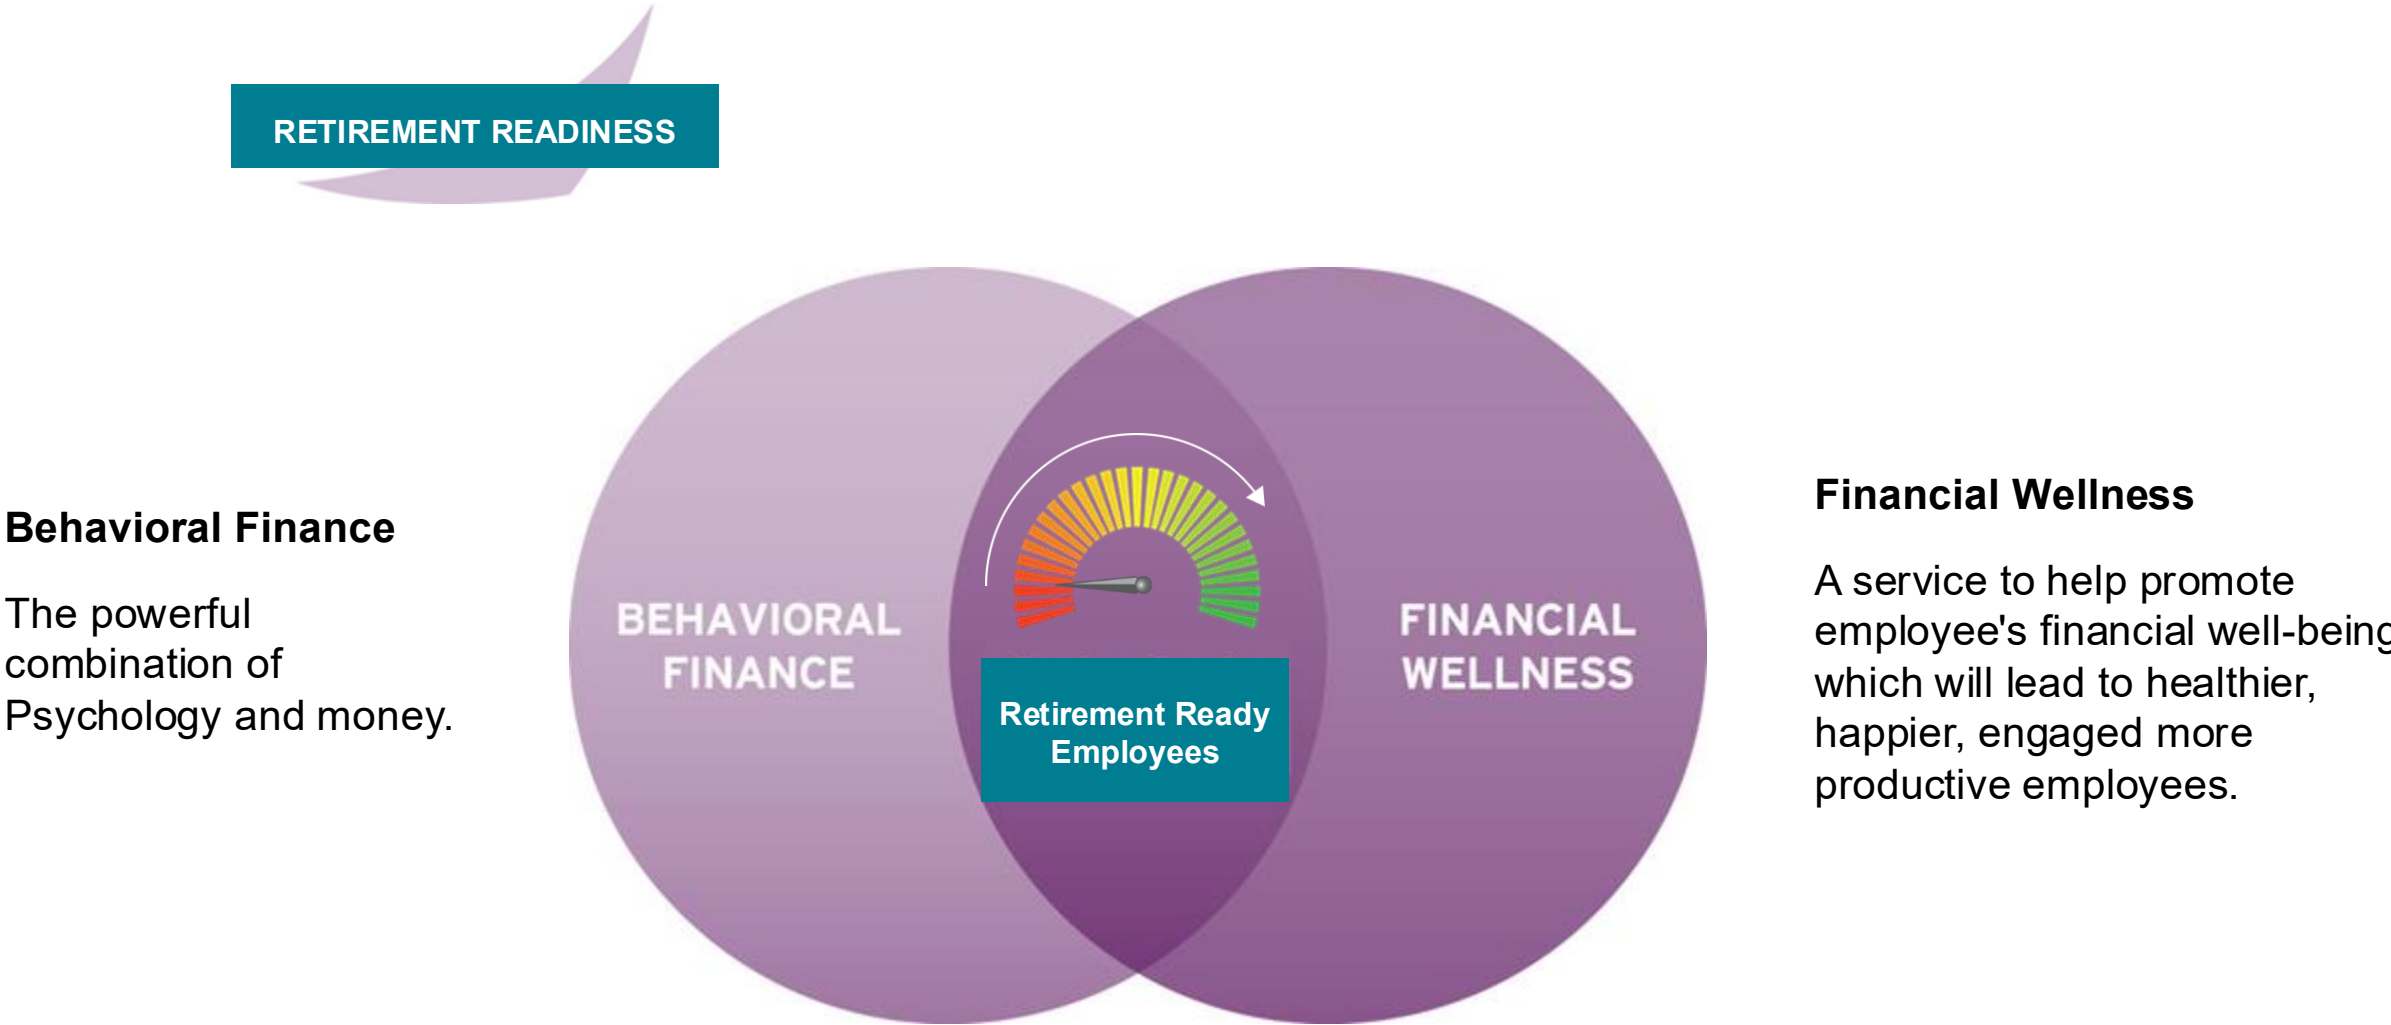 RETIREMENT READINESS
Behavioral Finance
The powerful
combination of
Psychology and money.
BEHAVIORAL
FINANCE
Retirement Ready
Employees
FINANCIAL
WELLNESS
Financial Wellness
A service to help promote
employee's financial well-being
which will lead to healthier,
happier, engaged more
productive employees.